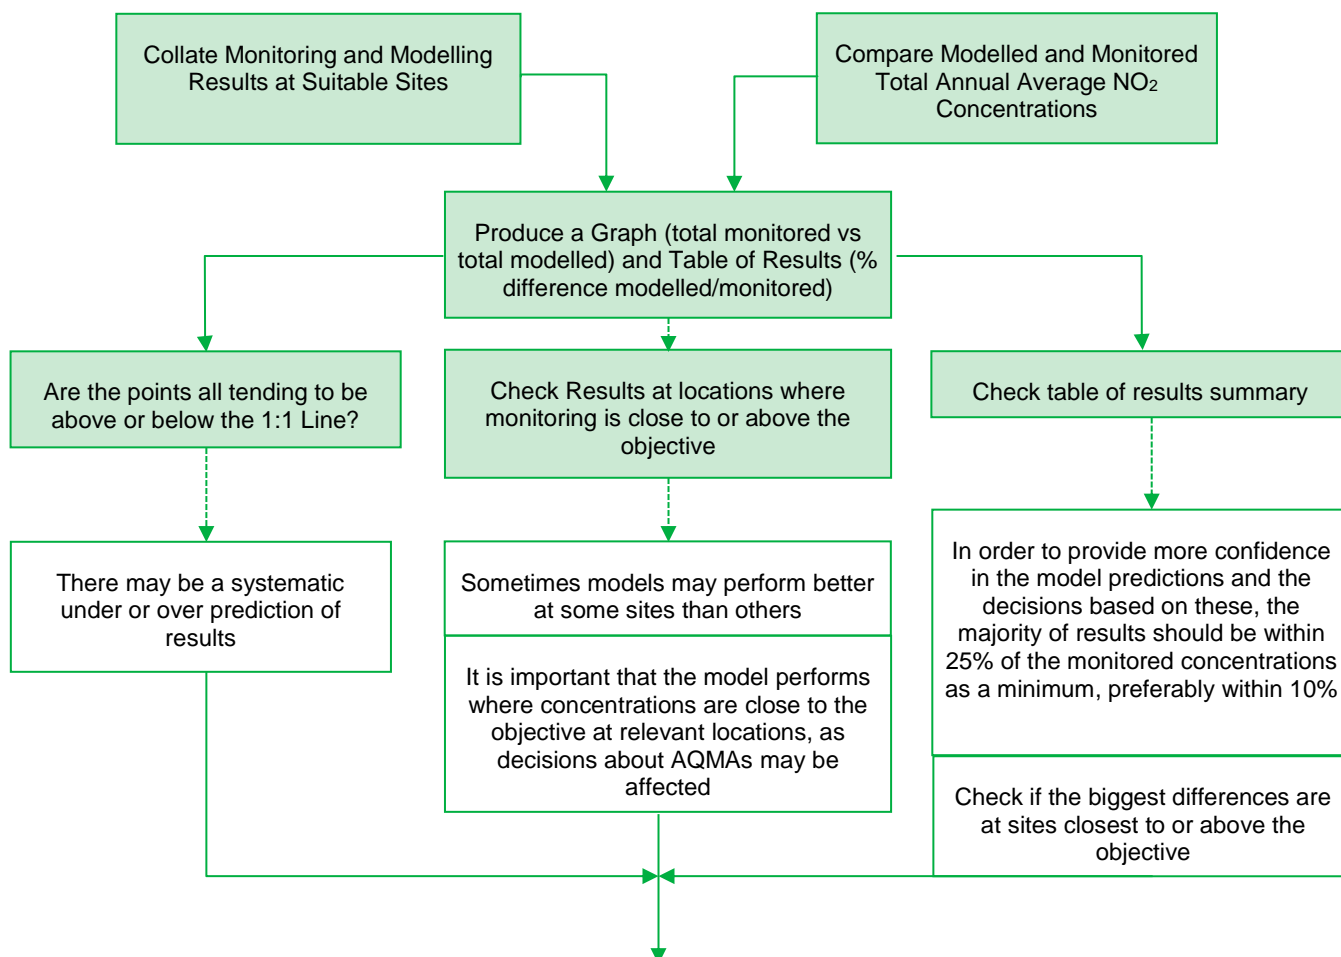 Collate Monitoring and Modelling
Results at Suitable Sites
Compare Modelled and Monitored
Total Annual Average NO₂
Concentrations
Produce a Graph (total monitored vs
total modelled) and Table of Results (%
difference modelled/monitored)
Are the points all tending to be
above or below the 1:1 Line?
Check Results at locations where
monitoring is close to or above the
objective
Check table of results summary
There may be a systematic
under or over prediction of
results
Sometimes models may perform better
at some sites than others
It is important that the model performs
where concentrations are close to the
objective at relevant locations, as
decisions about AQMAs may be
affected
In order to provide more confidence
in the model predictions and the
decisions based on these, the
majority of results should be within
25% of the monitored concentrations
as a minimum, preferably within 10%
Check if the biggest differences are
at sites closest to or above the
objective